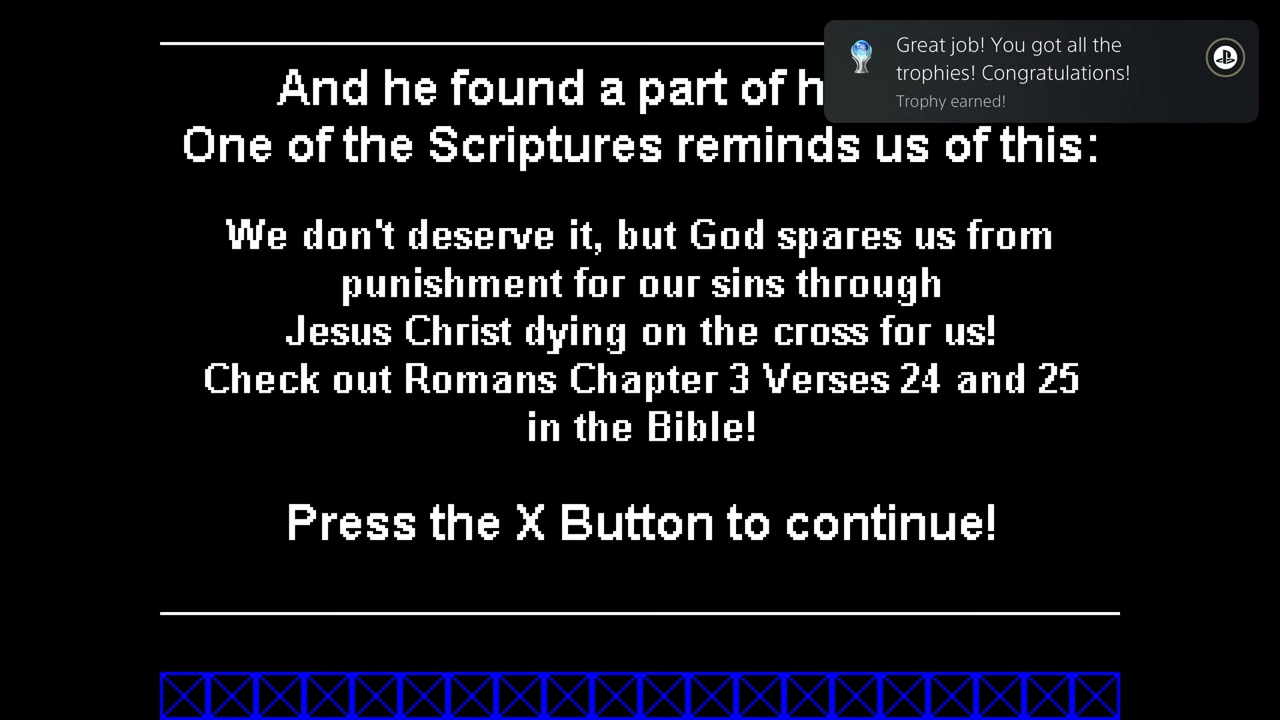 And he found a part of h
One of the Scriptures reminds us of this:
We don't deserve it, but God spares us from
punishment for our sins through
Jesus Christ dying on the cross for us!
Check out Romans Chapter 3 Verses 24 and 25
in the Bible!
Press the X Button to continue!
Great job! You got all the
trophies! Congratulations!
Trophy earned!